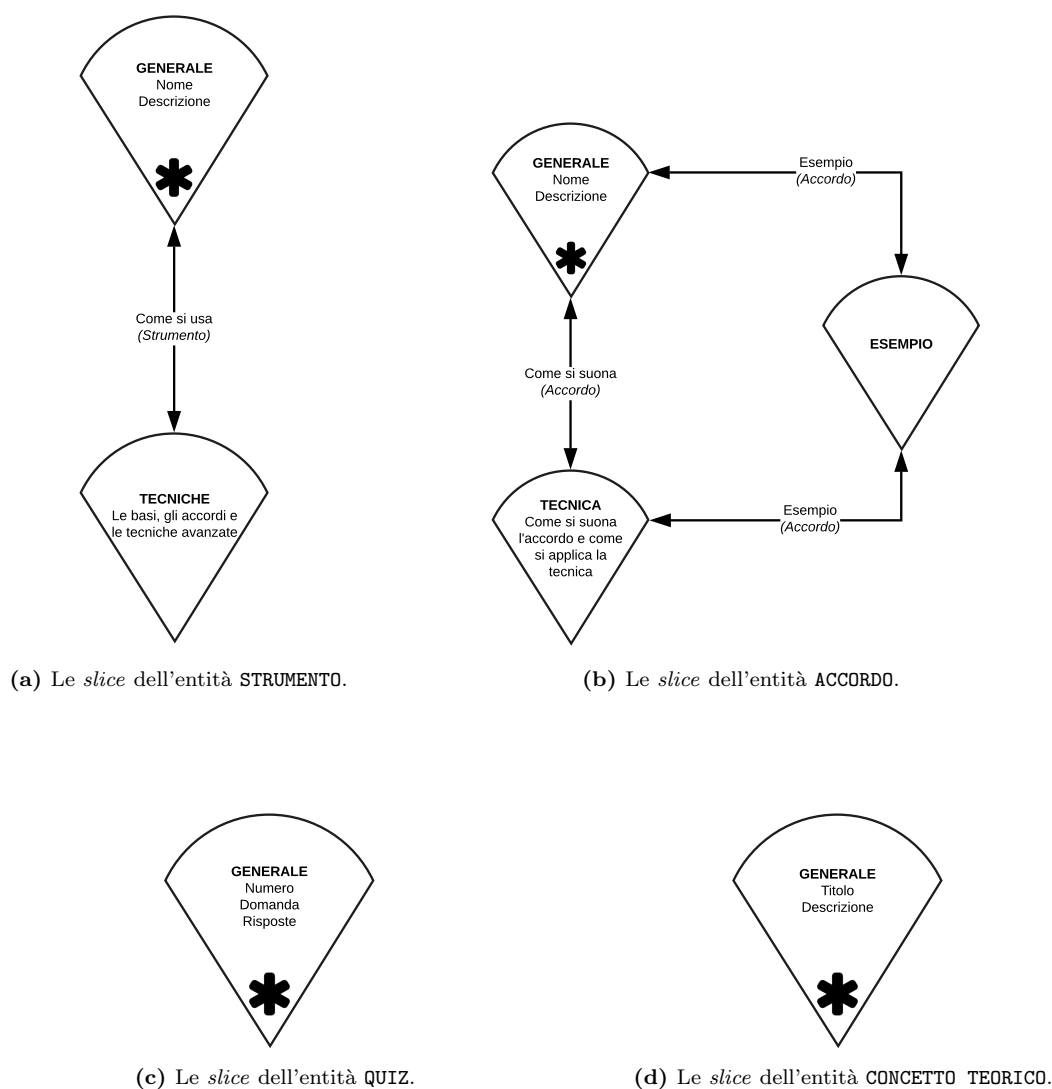 GENERALE
Nome
Descrizione
Come si usa
(Strumento)
TECNICHE
Le basi, gli accordi e
le tecniche avanzate
(a) Le slice dell'entità STRUMENTO.
GENERALE
Nome
Descrizione
Esempio
(Accordo)
ESEMPIO
Come si suona
(Accordo)
TECNICA
Come si suona
l'accordo e come
si applica la
tecnica
Esempio
(Accordo)
(b) Le slice dell'entità ACCORDO.
GENERALE
Numero
Domanda
Risposte
(c) Le slice dell'entità QUIZ.
GENERALE
Titolo
Descrizione
(d) Le slice dell'entità CONCETTO TEORICO.